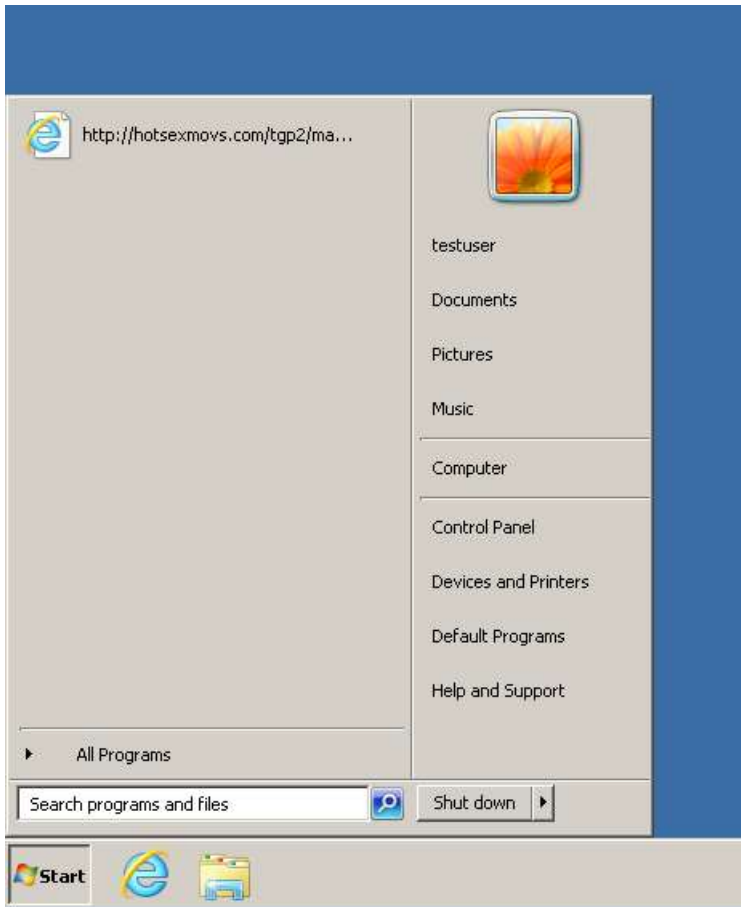 http://hotsexmovs.com/tgp2/ma...
testuser
Documents
Pictures
Music
Computer
Control Panel
Devices and Printers
Default Programs
Help and Support
All Programs
Search programs and files
Shut down
Start